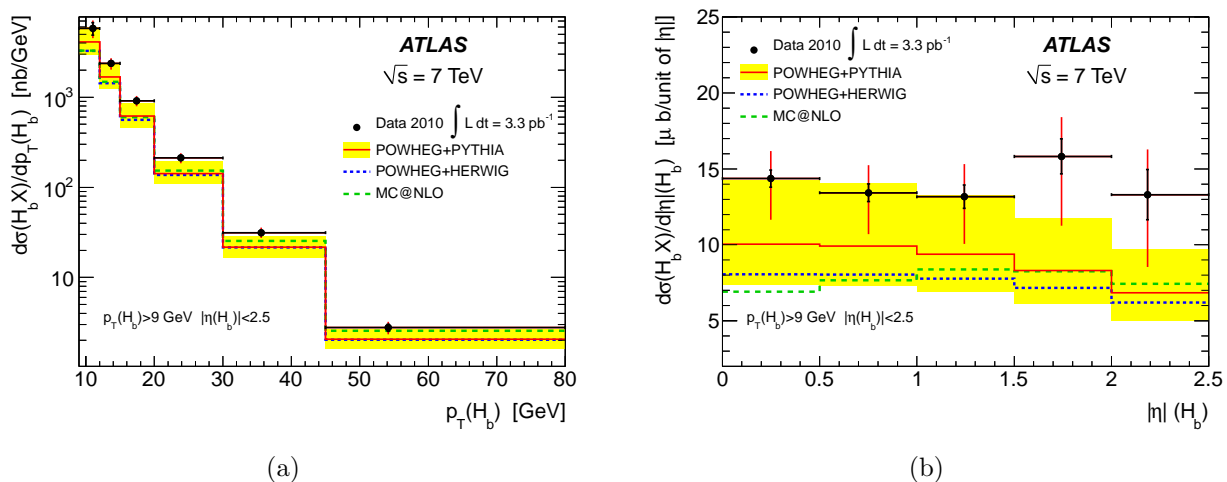 dσ(H_b X)/dp_T(H_b) [nb/GeV]
10³
10²
10
ATLAS
√s = 7 TeV
Data 2010 ∫ L dt = 3.3 pb⁻¹
POWHEG+PYTHIA
POWHEG+HERWIG
MC@NLO
p_T(H_b)>9 GeV |η(H_b)|<2.5
10 20 30 40 50 60 70 80
p_T(H_b) [GeV]
(a)
dσ(H_b X)/d|η|(H_b) [μ b/unit of |η|]
25
20
15
10
5
Data 2010 ∫ L dt = 3.3 pb⁻¹
POWHEG+PYTHIA
POWHEG+HERWIG
MC@NLO
ATLAS
√s = 7 TeV
p_T(H_b)>9 GeV |η(H_b)|<2.5
0 0.5 1 1.5 2 2.5
|η| (H_b)
(b)